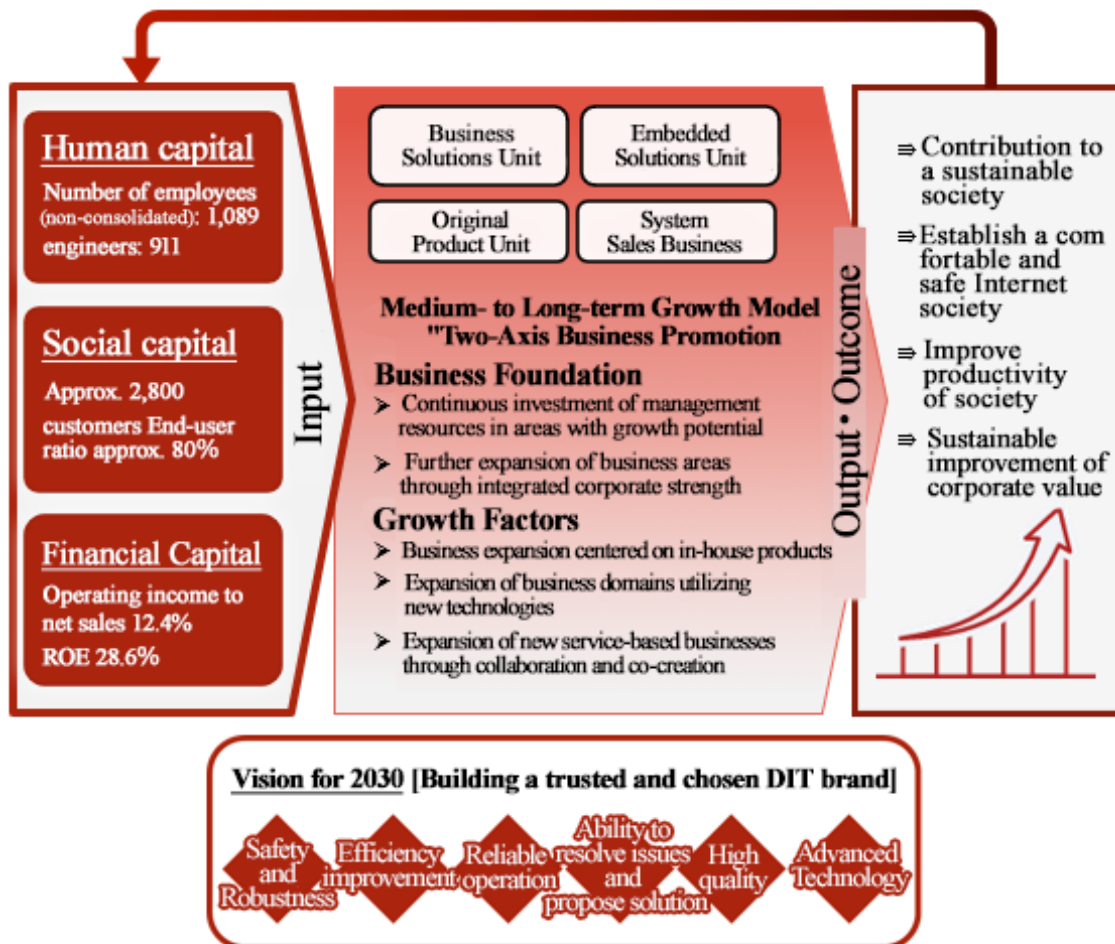 Human capital
Number of employees
(non-consolidated): 1,089
engineers: 911
Social capital
Approx. 2,800
customers End-user
ratio approx. 80%
Financial Capital
Operating income to
net sales 12.4%
ROE 28.6%
Input
Business
Solutions Unit
Embedded
Solutions Unit
Original
Product Unit
System
Sales Business
Medium- to Long-term Growth Model
"Two-Axis Business Promotion
Business Foundation
➢ Continuous investment of management
resources in areas with growth potential
➢ Further expansion of business areas
through integrated corporate strength
Growth Factors
➢ Business expansion centered on in-house products
➢ Expansion of business domains utilizing
new technologies
➢ Expansion of new service-based businesses
through collaboration and co-creation
Output・Outcome
⇛ Contribution to
a sustainable
society
⇛ Establish a com
fortable and
safe Internet
society
⇛ Improve
productivity
of society
⇛ Sustainable
improvement of
corporate value
Vision for 2030 [Building a trusted and chosen DIT brand]
Safety
and
Robustness
Efficiency
improvement
Reliable
operation
Ability to
resolve issues
and
propose solution
High
quality
Advanced
Technology